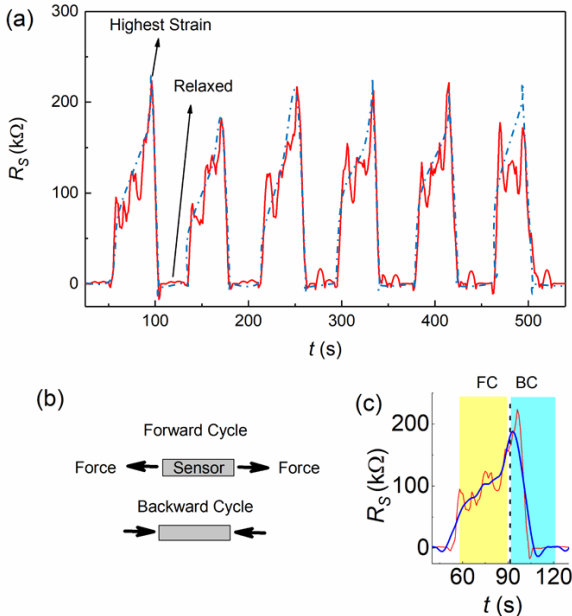 (a)
300
Highest Strain
Relaxed
200
100
0
R_S (kΩ)
100 200 300 400 500
t (s)
(b)
Forward Cycle
Force Sensor Force
Backward Cycle
(c)
FC BC
200
100
0
R_S (kΩ)
60 90 120
t (s)